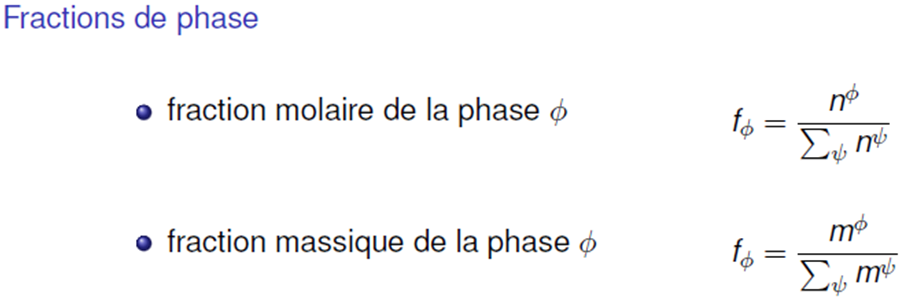 Fractions de phase
fraction molaire de la phase ϕ
f_ϕ = n^ϕ / ∑_ψ n^ψ
fraction massique de la phase ϕ
f_ϕ = m^ϕ / ∑_ψ m^ψ